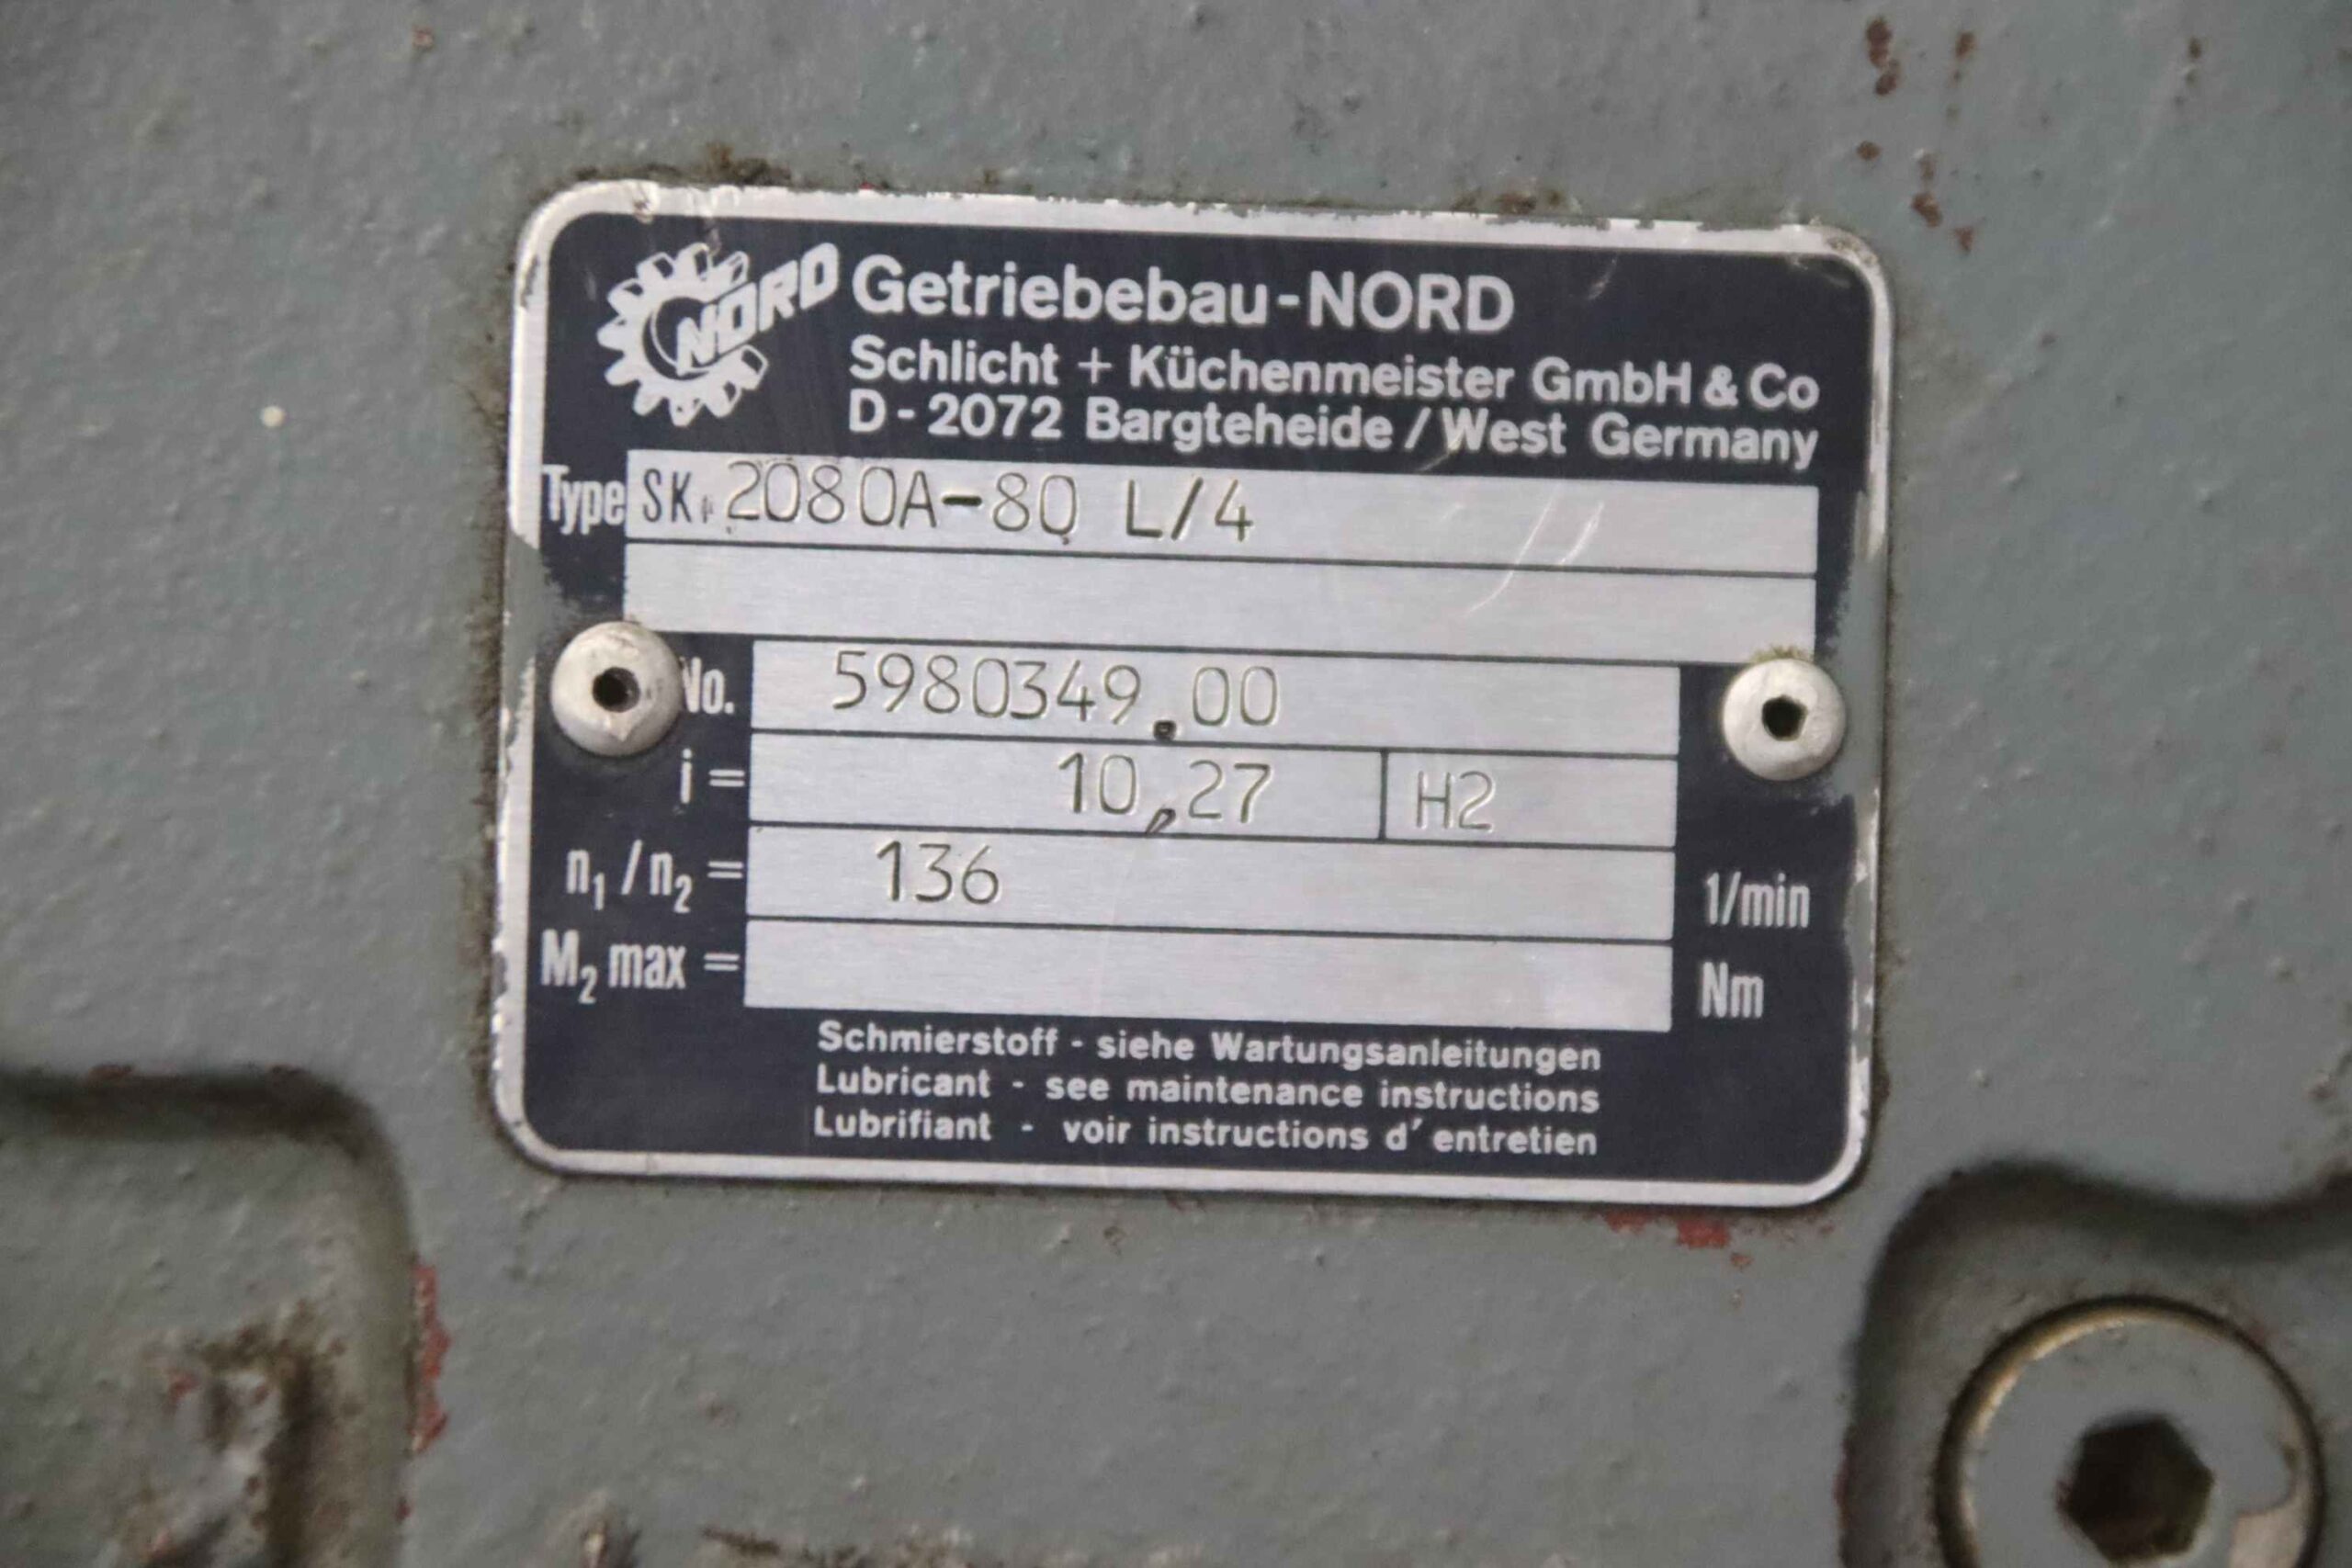 NORD
Getriebebau-NORD
Schlicht + Küchenmeister GmbH & Co
D-2072 Bargteheide / West Germany
Type SK. 2080A-80 L/4
No. 5980349.00
i = 10,27 H2
n₁ / n₂ = 136 1/min
M₂ max = Nm
Schmierstoff - siehe Wartungsanleitungen
Lubricant - see maintenance instructions
Lubrifiant - voir instructions d'entretien